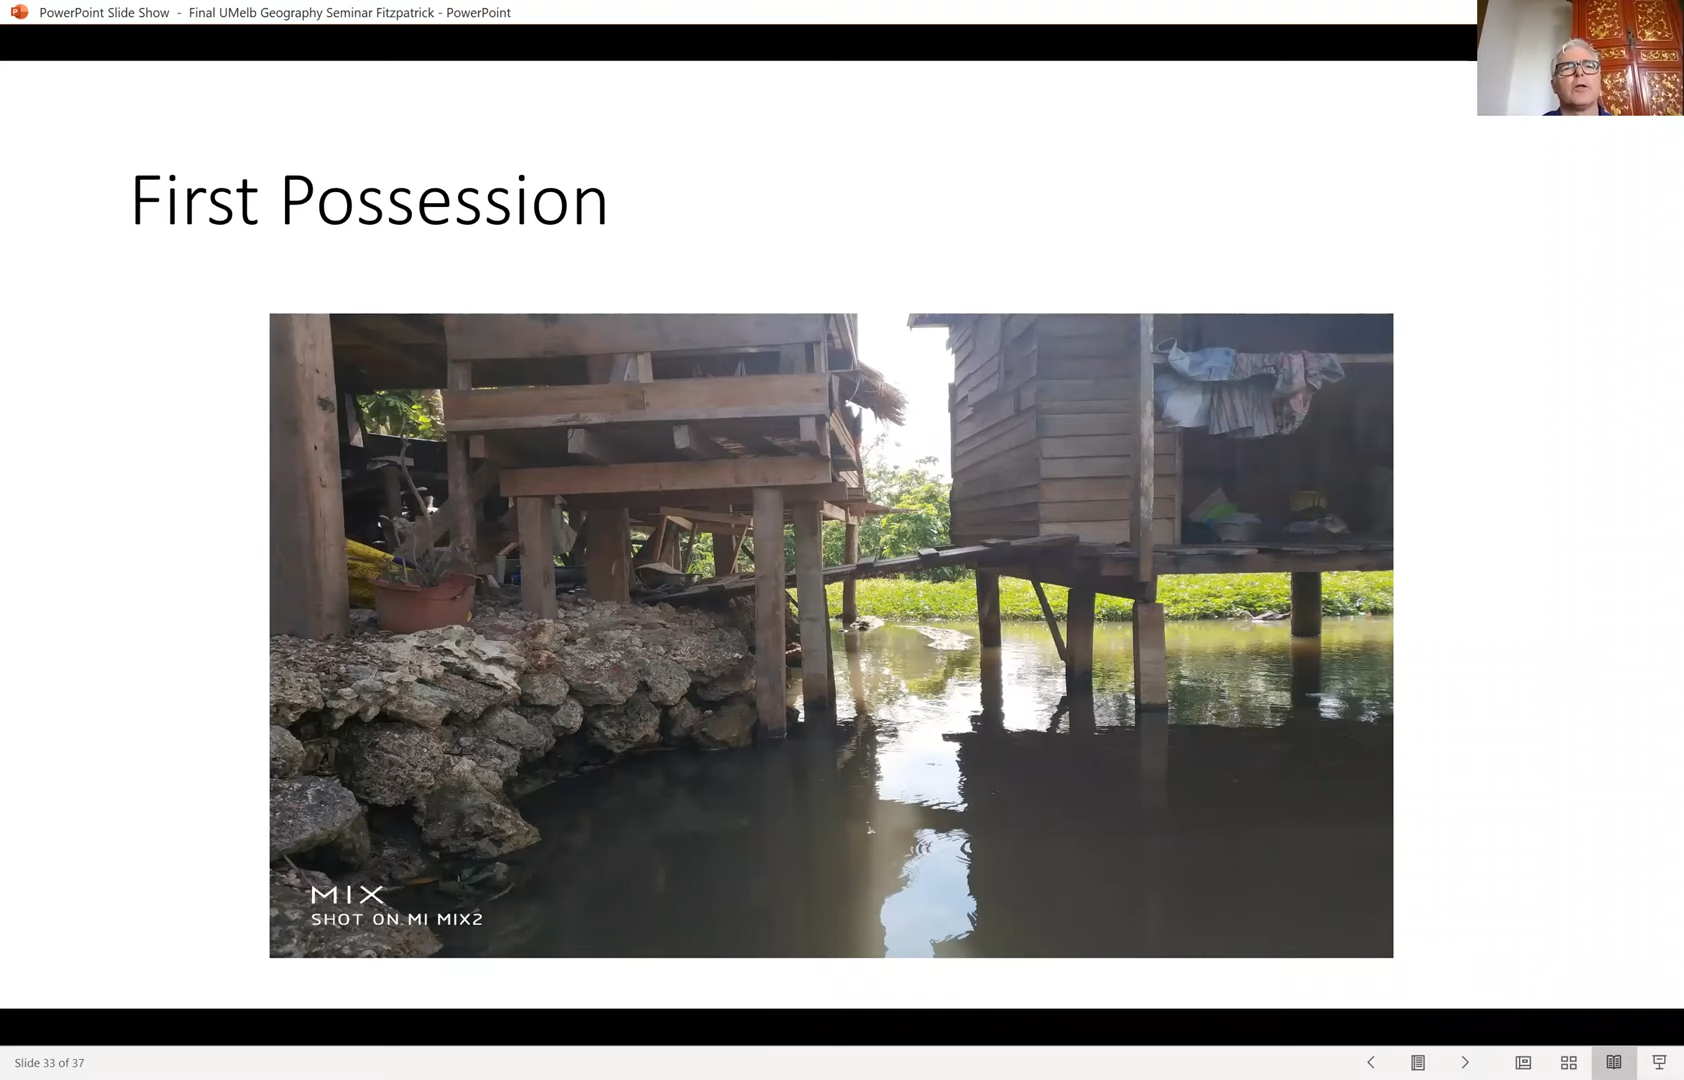 PowerPoint Slide Show - Final UMelb Geography Seminar Fitzpatrick - PowerPoint
First Possession
MIX
SHOT ON MI MIX2
Slide 33 of 37